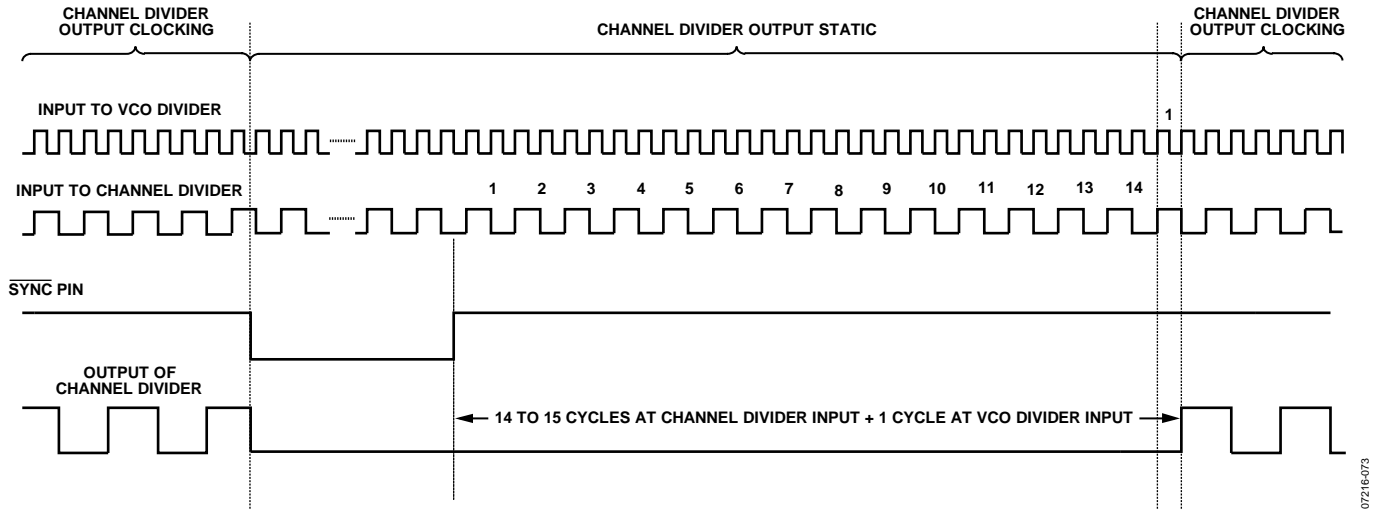 CHANNEL DIVIDER
OUTPUT CLOCKING
CHANNEL DIVIDER OUTPUT STATIC
CHANNEL DIVIDER
OUTPUT CLOCKING
INPUT TO VCO DIVIDER
1
INPUT TO CHANNEL DIVIDER
1 2 3 4 5 6 7 8 9 10 11 12 13 14
SYNC PIN
OUTPUT OF
CHANNEL DIVIDER
14 TO 15 CYCLES AT CHANNEL DIVIDER INPUT + 1 CYCLE AT VCO DIVIDER INPUT
07216-073